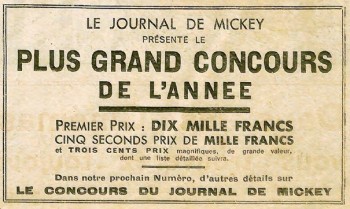 LE JOURNAL DE MICKEY
PRÉSENTE LE
PLUS GRAND CONCOURS
DE L'ANNEE
PREMIER PRIX : DIX MILLE FRANCS
CINQ SECONDS PRIX DE MILLE FRANCS
et TROIS CENTS PRIX magnifiques, de grande valeur,
dont une liste détaillée suivra.
Dans notre prochain Numéro, d'autres détails sur
LE CONCOURS DU JOURNAL DE MICKEY